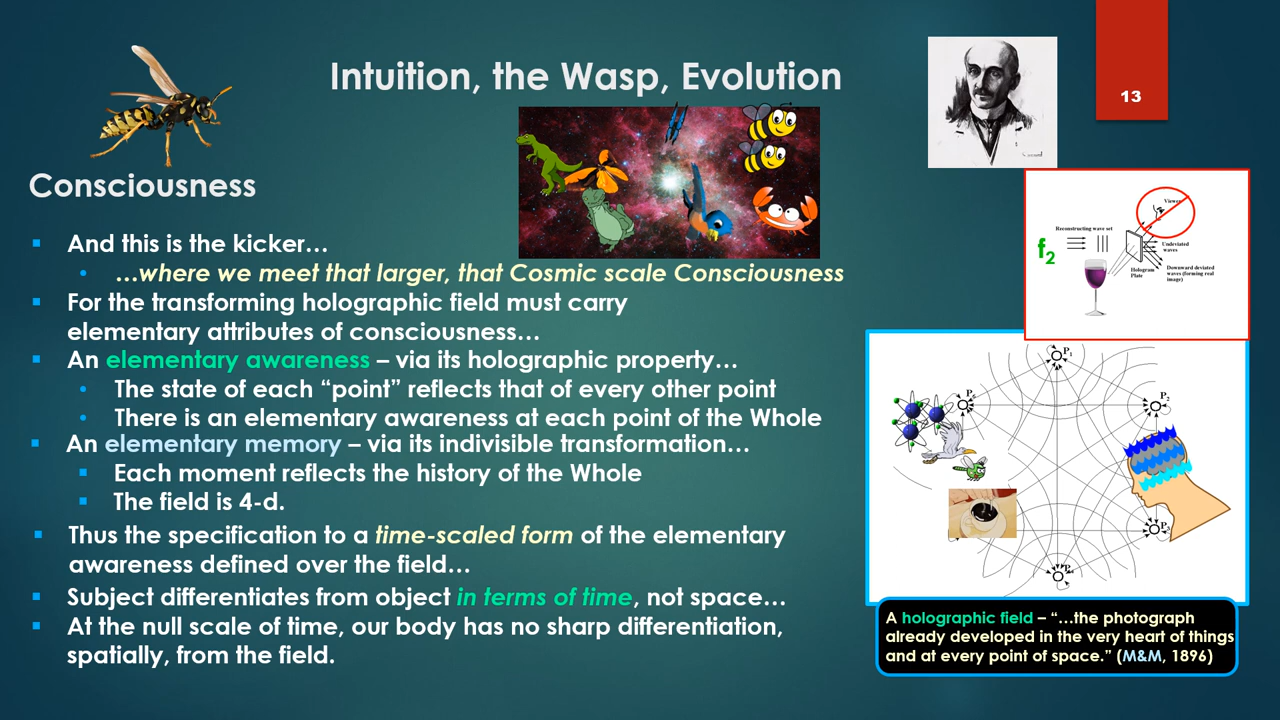 Intuition, the Wasp, Evolution
13
Consciousness
And this is the kicker…
…where we meet that larger, that Cosmic scale Consciousness
For the transforming holographic field must carry
elementary attributes of consciousness…
An elementary awareness – via its holographic property…
The state of each “point” reflects that of every other point
There is an elementary awareness at each point of the Whole
An elementary memory – via its indivisible transformation…
Each moment reflects the history of the Whole
The field is 4-d.
Thus the specification to a time-scaled form of the elementary
awareness defined over the field…
Subject differentiates from object in terms of time, not space…
At the null scale of time, our body has no sharp differentiation,
spatially, from the field.
Viewer
Reconstructing wave set
f2
Undeviated
waves
Hologram
Plate
Downward deviated
waves (forming real
image)
P1
P2
P3
A holographic field – “…the photograph
already developed in the very heart of things
and at every point of space.” (M&M, 1896)